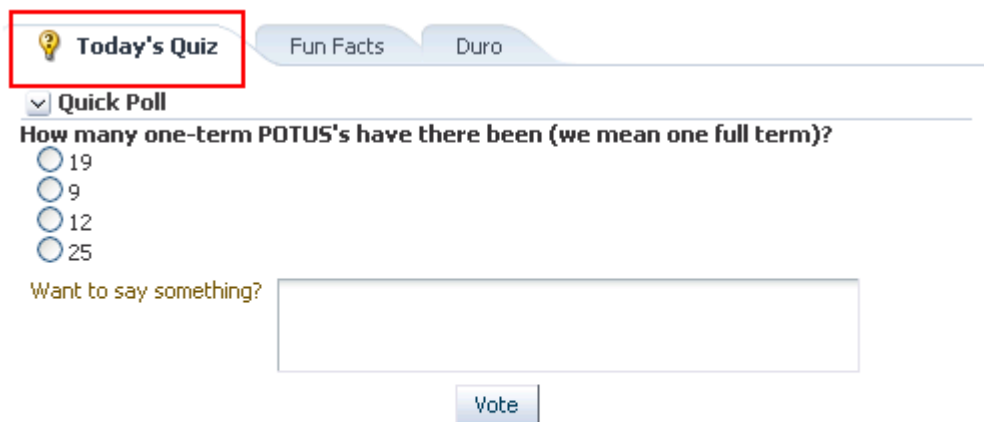 Today's Quiz Fun Facts Duro
Quick Poll
How many one-term POTUS's have there been (we mean one full term)?
19
9
12
25
Want to say something?
Vote